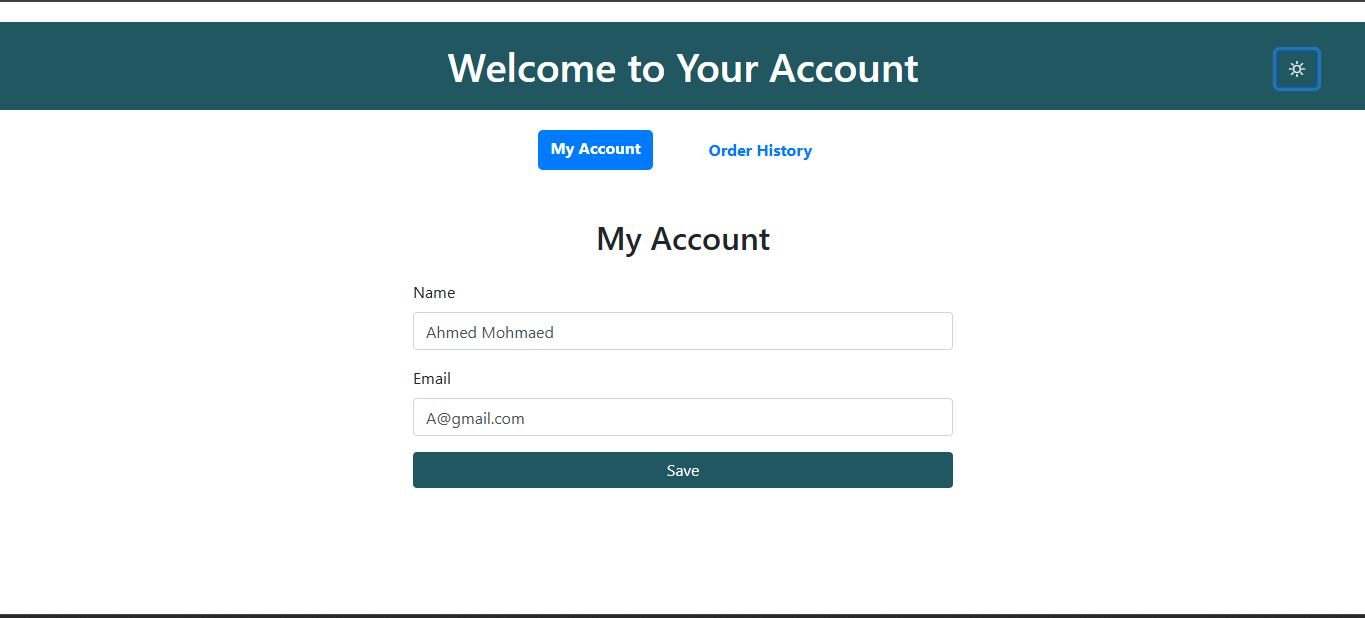 Welcome to Your Account
My Account
Order History
My Account
Name
Ahmed Mohmaed
Email
A@gmail.com
Save